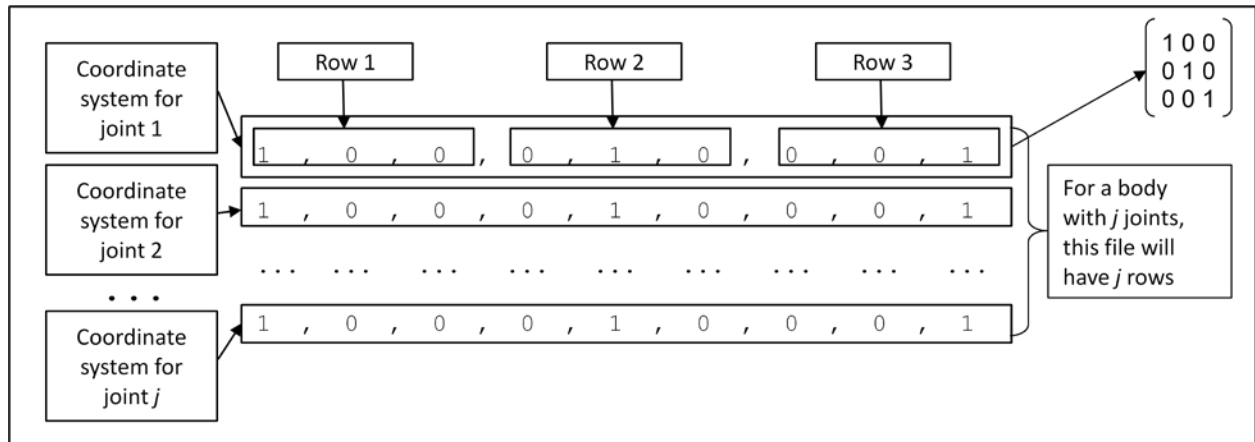 Coordinate
system for
joint 1
Row 1
Row 2
Row 3
1 0 0
0 1 0
0 0 1
1 , 0 , 0 , 0 , 1 , 0 , 0 , 0 , 1
Coordinate
system for
joint 2
1 , 0 , 0 , 0 , 1 , 0 , 0 , 0 , 1
For a body
with j joints,
this file will
have j rows
... ... ... ... ... ... ... ... ...
...
Coordinate
system for
joint j
1 , 0 , 0 , 0 , 1 , 0 , 0 , 0 , 1